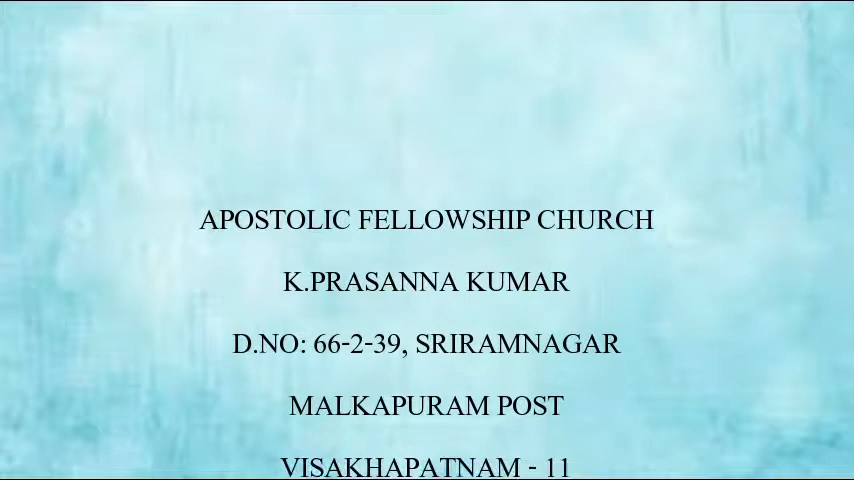 APOSTOLIC FELLOWSHIP CHURCH
K.PRASANNA KUMAR
D.NO: 66-2-39, SRIRAMNAGAR
MALKAPURAM POST
VISAKHAPATNAM - 11